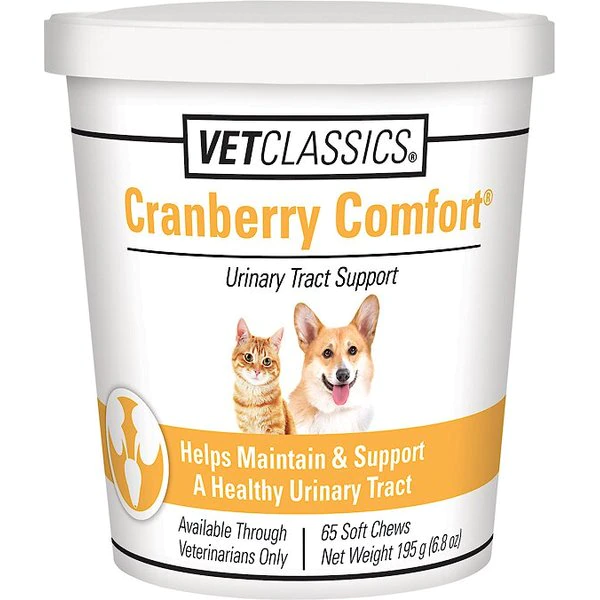 VETCLASSICS®
Cranberry Comfort®
Urinary Tract Support
Helps Maintain & Support
A Healthy Urinary Tract
Available Through
Veterinarians Only
65 Soft Chews
Net Weight 195 g (6.8 oz)